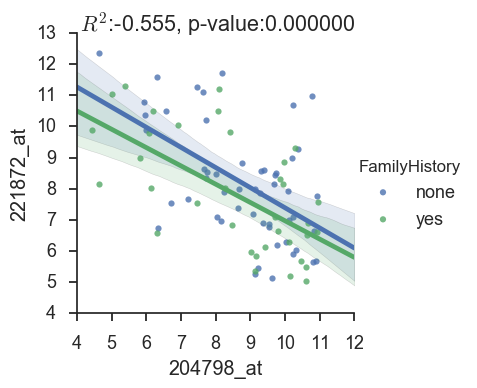 R²:-0.555, p-value:0.000000
13
12
11
10
9
8
7
6
5
4
221872_at
4 5 6 7 8 9 10 11 12
204798_at
FamilyHistory
none
yes